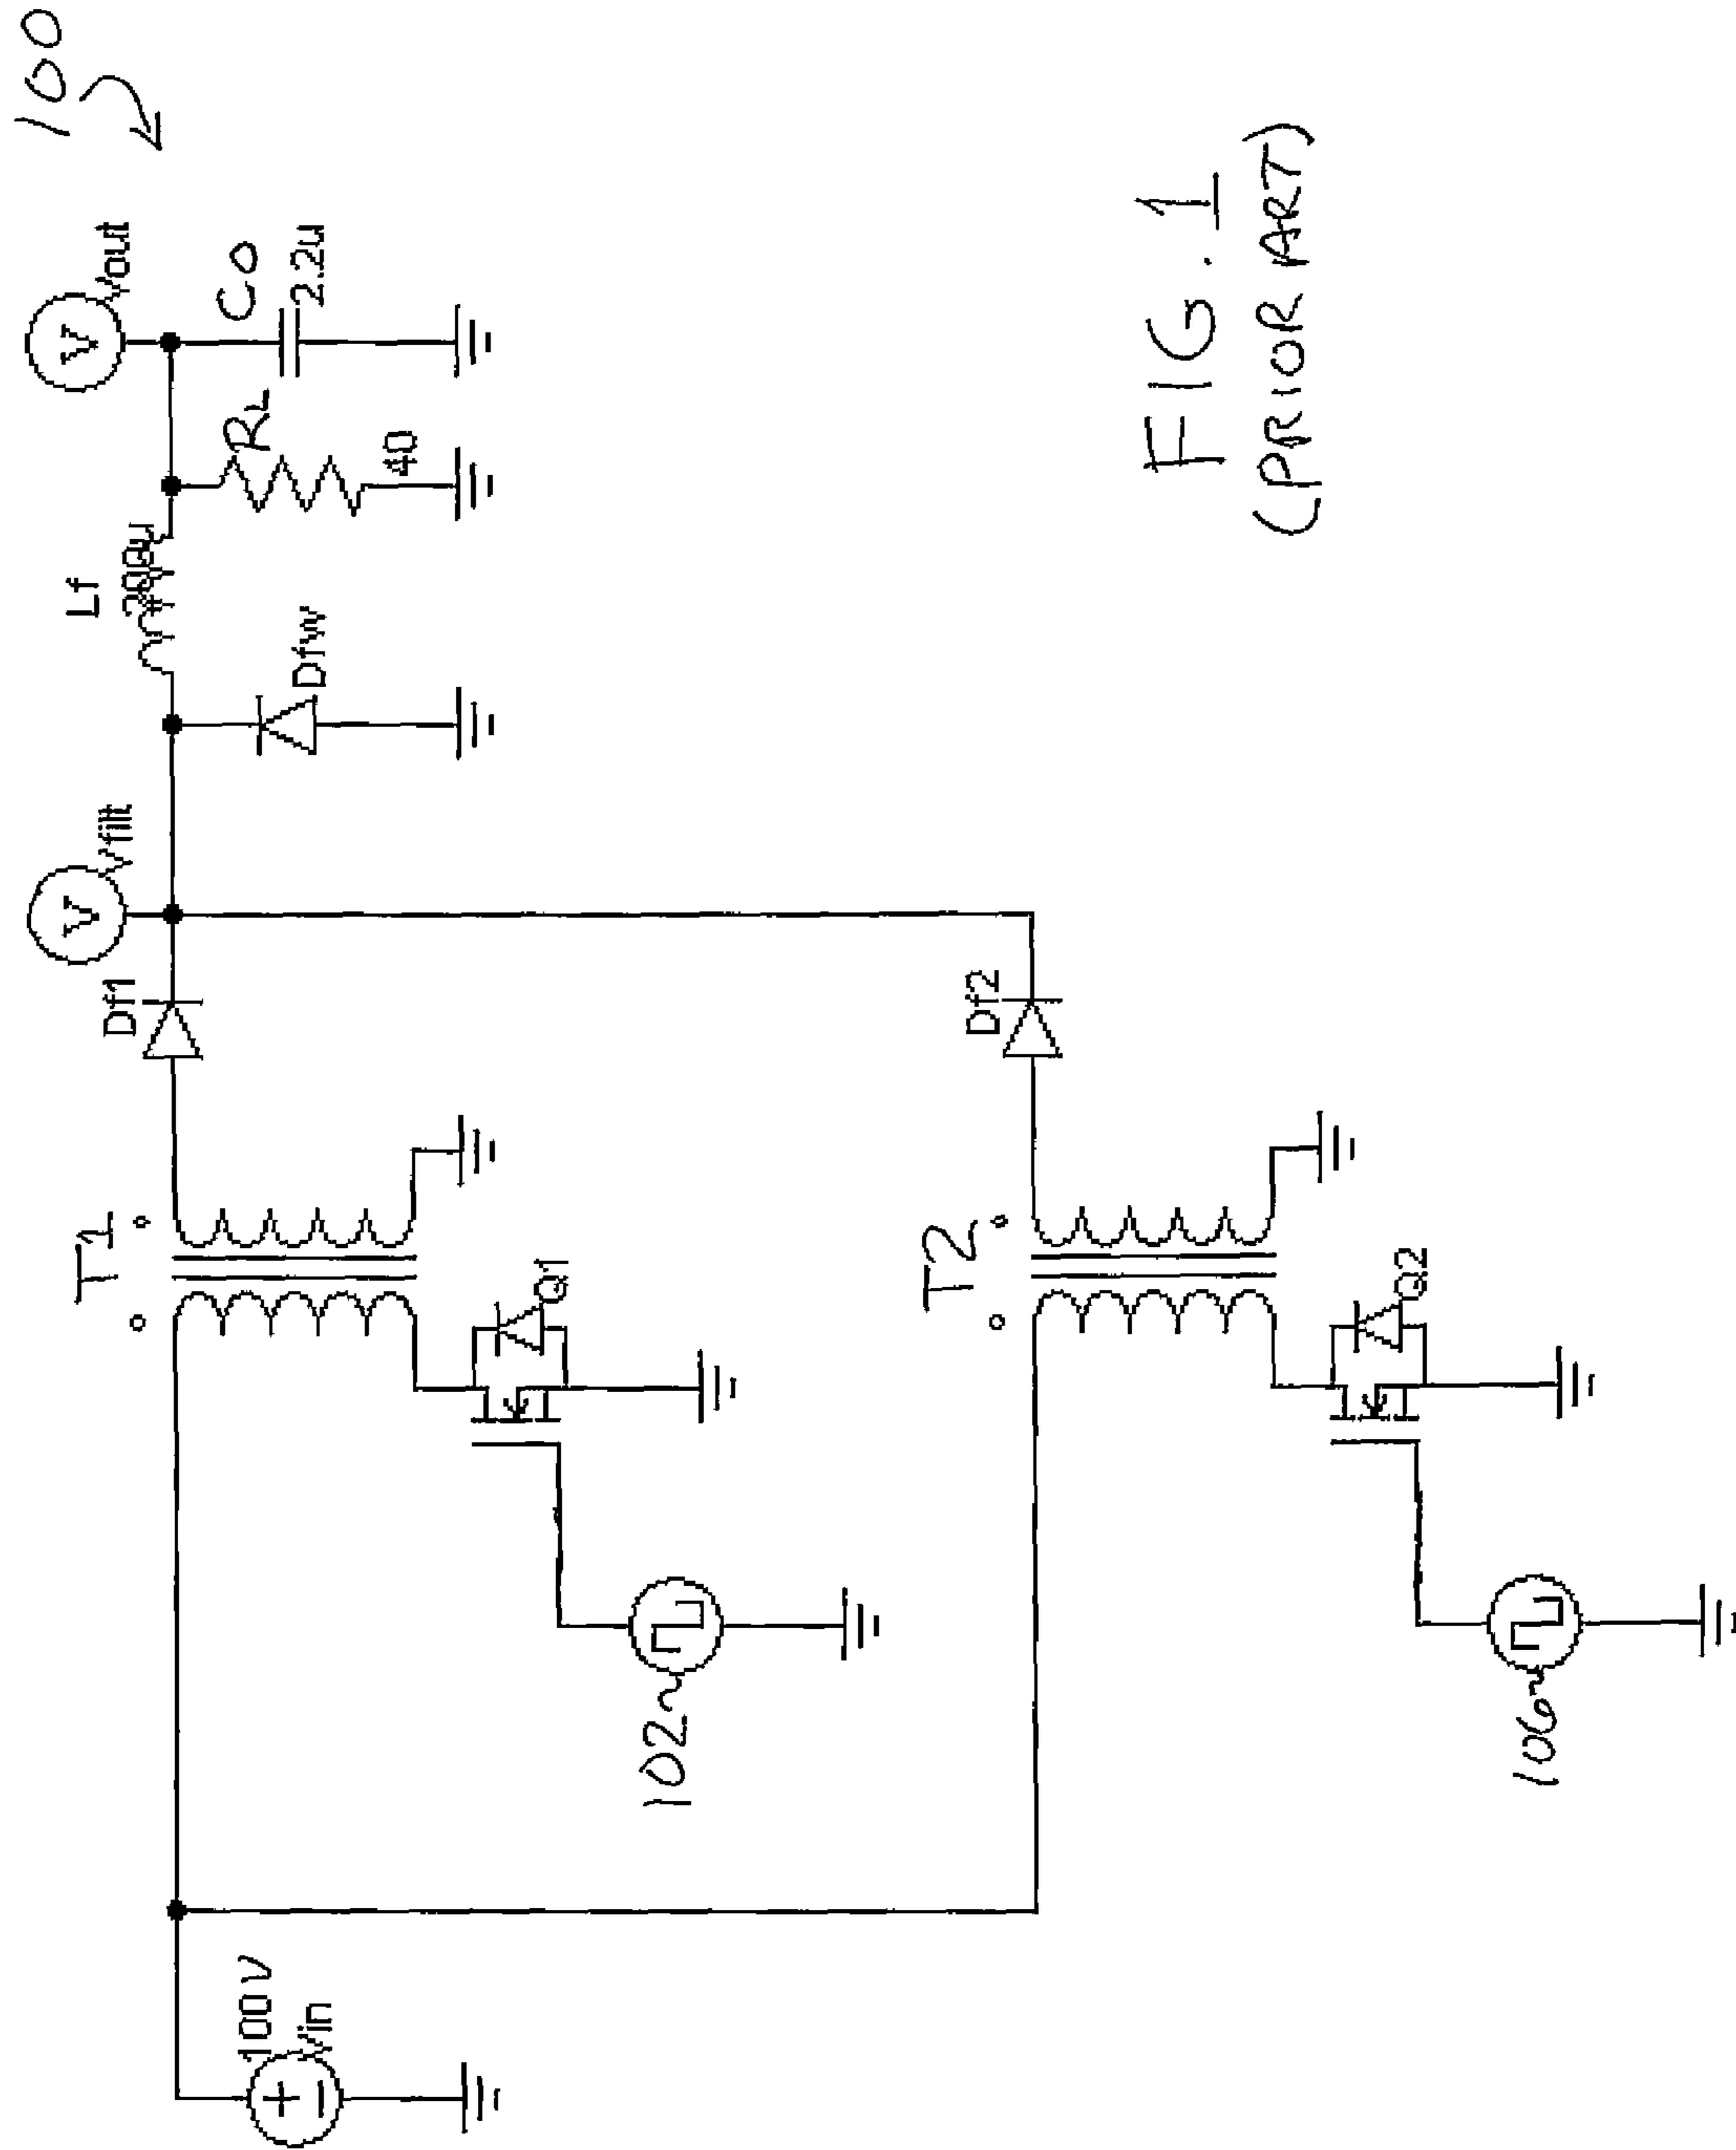 100
Vout
Co
2.2u
RL
40
Lf
200u
Dfw
V
Vfilt
V
Df1
Df2
T1
Q1
T2
Q2
102
106
100V
Vin
FIG. 1
(PRIOR ART)